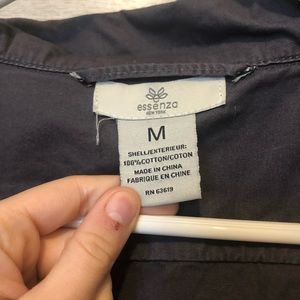 essenza
NEW YORK
M
SHELL/EXTERIEUR:
100%COTTON/COTON
MADE IN CHINA
FABRIQUE EN CHINE
RN 63619